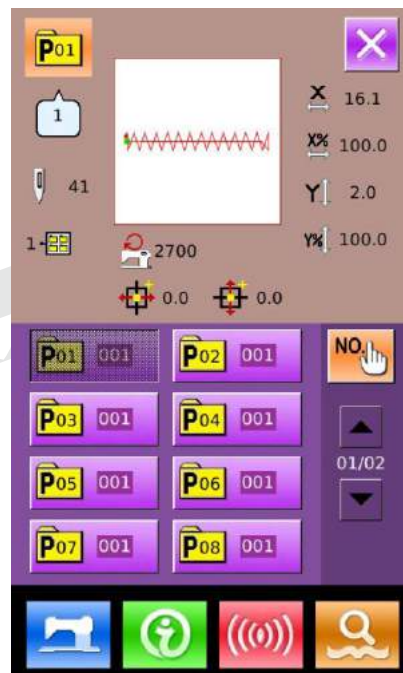 P01
1
X 16.1
X% 100.0
41
Y 2.0
1-
2700
Y% 100.0
0.0 0.0
P01 001 P02 001 NO.
P03 001 P04 001
01/02
P05 001 P06 001
P07 001 P08 001